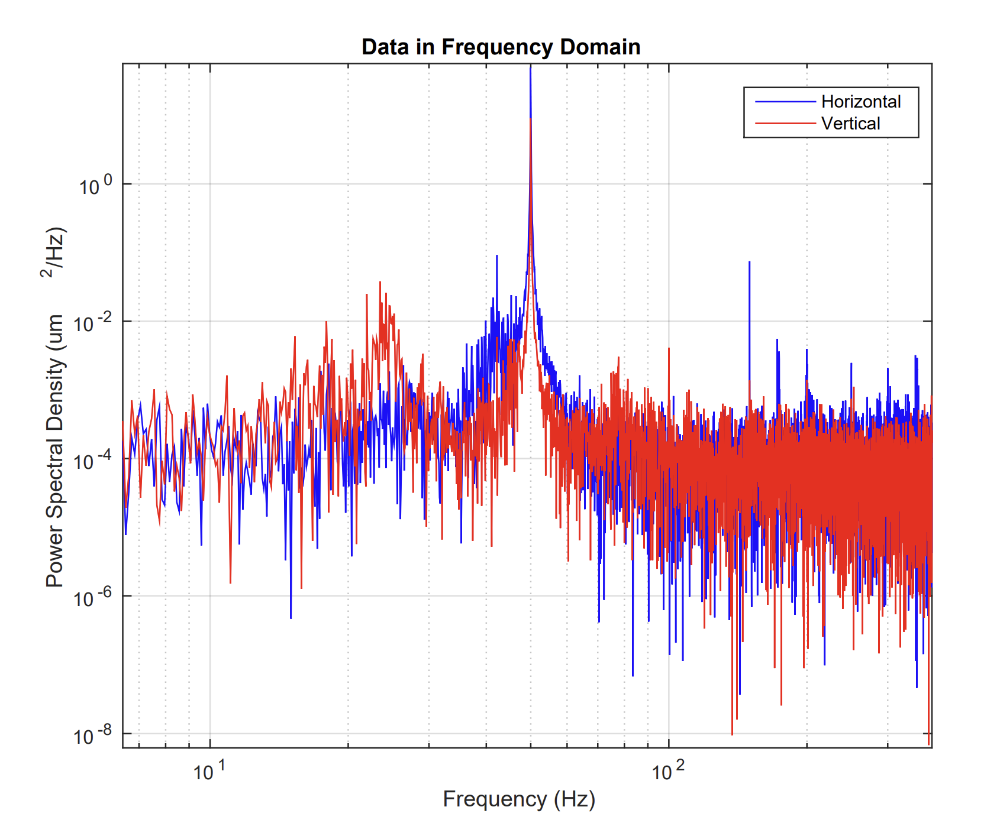 Data in Frequency Domain
Horizontal
Vertical
10 0
10 -2
10 -4
10 -6
10 -8
Power Spectral Density (um 2/Hz)
10 1
10 2
Frequency (Hz)